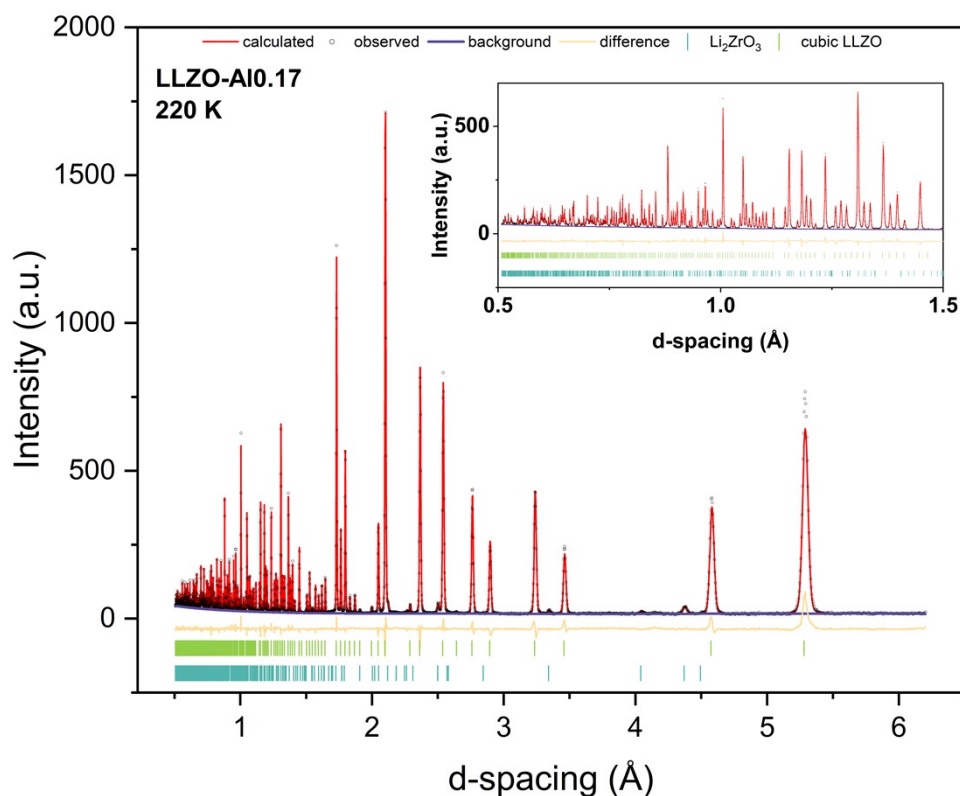 2000
calculated observed background difference Li₂ZrO₃ cubic LLZO
LLZO-Al0.17
220 K
1500
1000
500
0
Intensity (a.u.)
1 2 3 4 5 6
d-spacing (Å)
500
0
Intensity (a.u.)
0.5 1.0 1.5
d-spacing (Å)